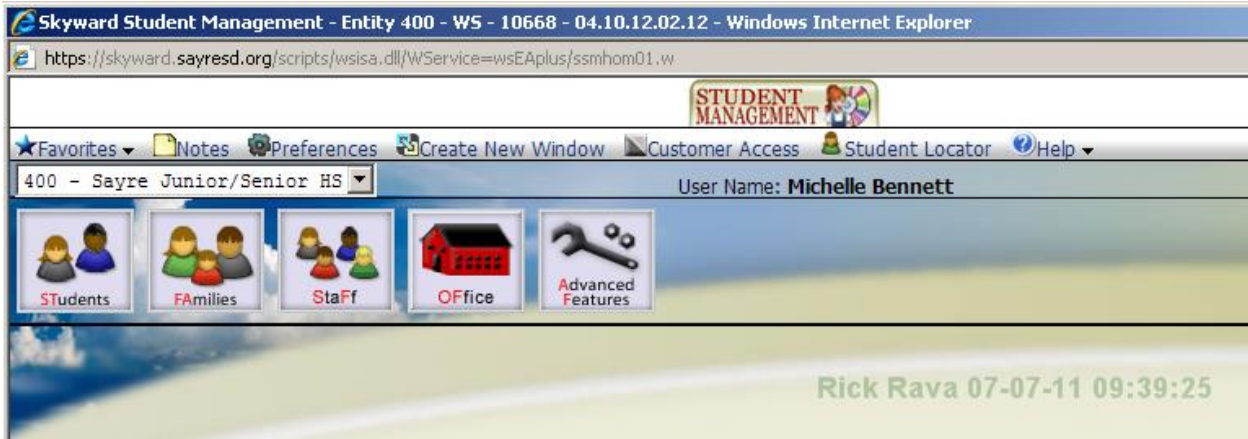 Skyward Student Management - Entity 400 - WS - 10668 - 04.10.12.02.12 - Windows Internet Explorer
https://skyward.sayresd.org/scripts/wsisa.dll/WService=wsEAplus/ssmhom01.w
STUDENT
MANAGEMENT
Favorites Notes Preferences Create New Window Customer Access Student Locator Help
400 - Sayre Junior/Senior HS User Name: Michelle Bennett
STudents FAmilies StaFf OFfice Advanced Features
Rick Rava 07-07-11 09:39:25